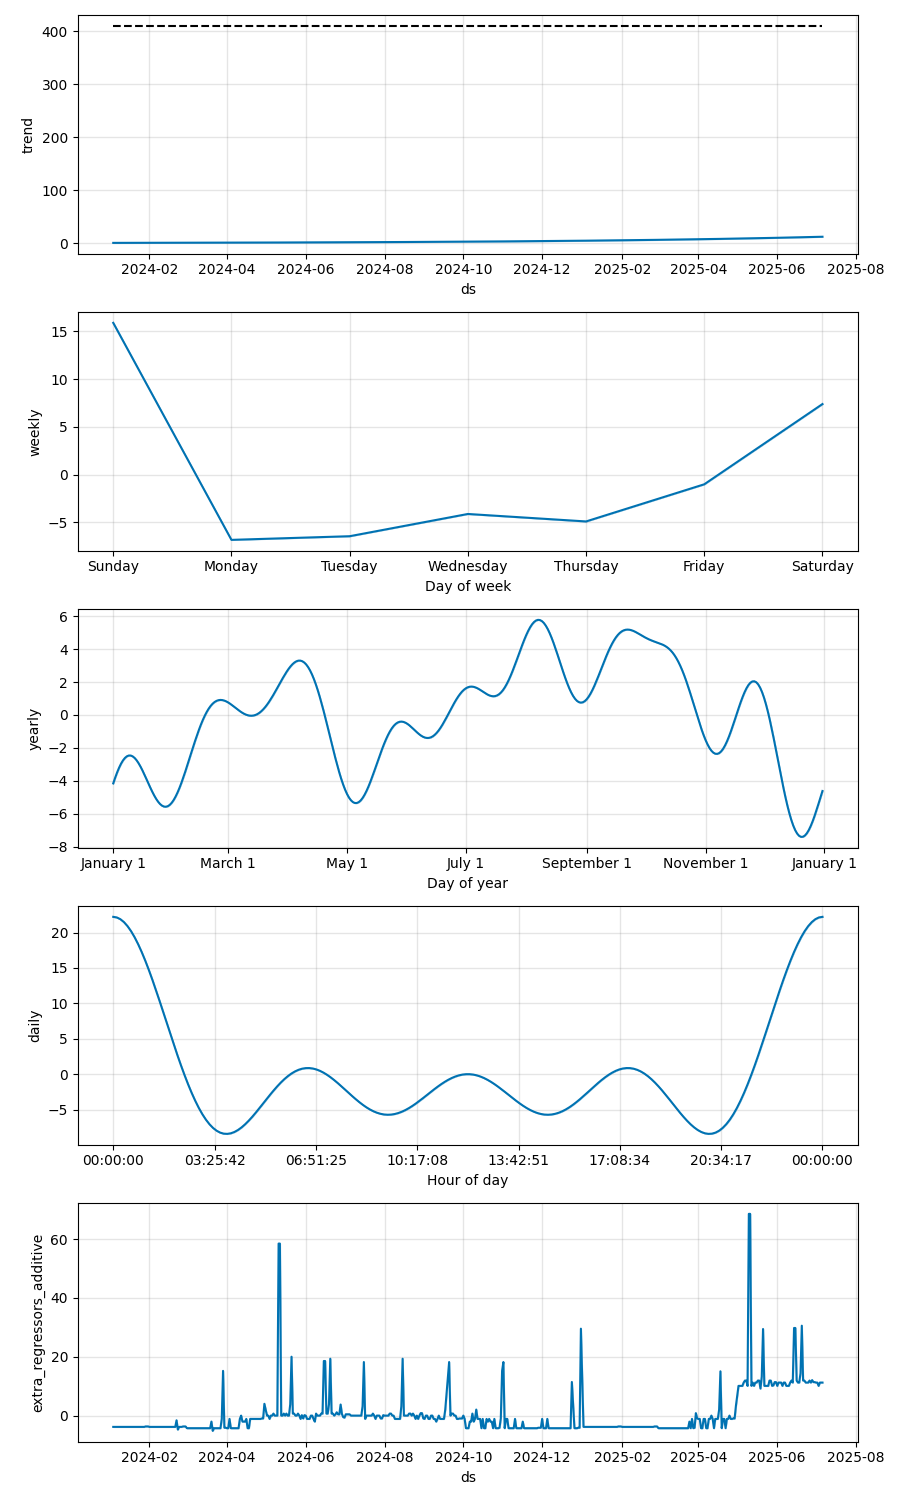 400
300
200
100
0
trend
2024-02 2024-04 2024-06 2024-08 2024-10 2024-12 2025-02 2025-04 2025-06 2025-08
ds
15
10
5
0
−5
weekly
Sunday Monday Tuesday Wednesday Thursday Friday Saturday
Day of week
6
4
2
0
−2
−4
−6
−8
yearly
January 1 March 1 May 1 July 1 September 1 November 1 January 1
Day of year
20
15
10
5
0
−5
daily
00:00:00 03:25:42 06:51:25 10:17:08 13:42:51 17:08:34 20:34:17 00:00:00
Hour of day
60
40
20
0
extra_regressors_additive
2024-02 2024-04 2024-06 2024-08 2024-10 2024-12 2025-02 2025-04 2025-06 2025-08
ds